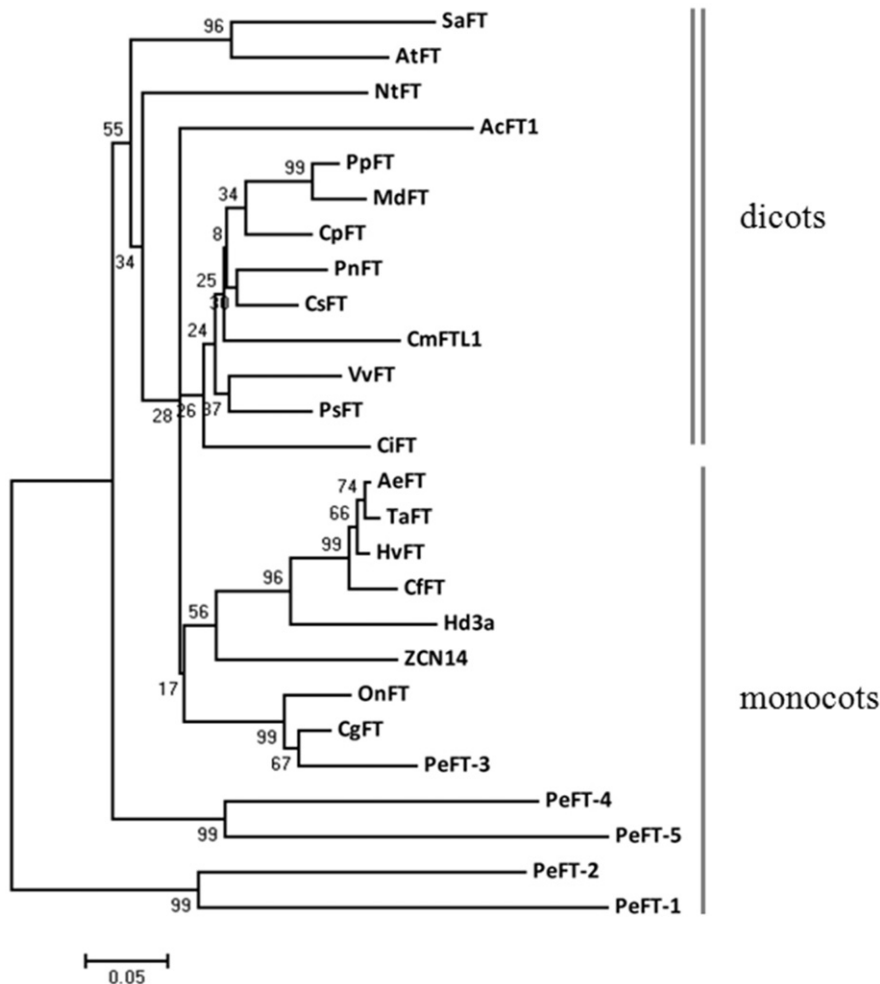 96
SaFT
AtFT
NtFT
55
AcFT1
99
PpFT
34
MdFT
dicots
8
CpFT
34
PnFT
25
30
CsFT
24
CmFTL1
VvFT
28
26
37
PsFT
CiFT
74
AeFT
66
TaFT
99
HvFT
96
CfFT
56
Hd3a
ZCN14
17
OnFT
monocots
99
CgFT
67
PeFT-3
PeFT-4
99
PeFT-5
PeFT-2
99
PeFT-1
0.05